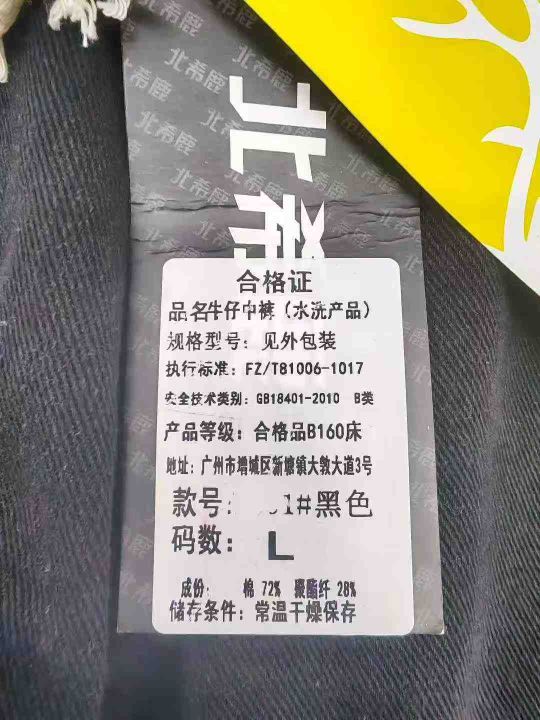 北希鹿
合格证
品名牛仔中裤（水洗产品）
规格型号：见外包装
执行标准：FZ/T81006-1017
安全技术类别：GB18401-2010 B类
产品等级：合格品B160床
地址：广州市增城区新塘镇大敦大道3号
款号： 1#黑色
码数： L
成份： 棉 72% 聚酯纤 28%
储存条件：常温干燥保存